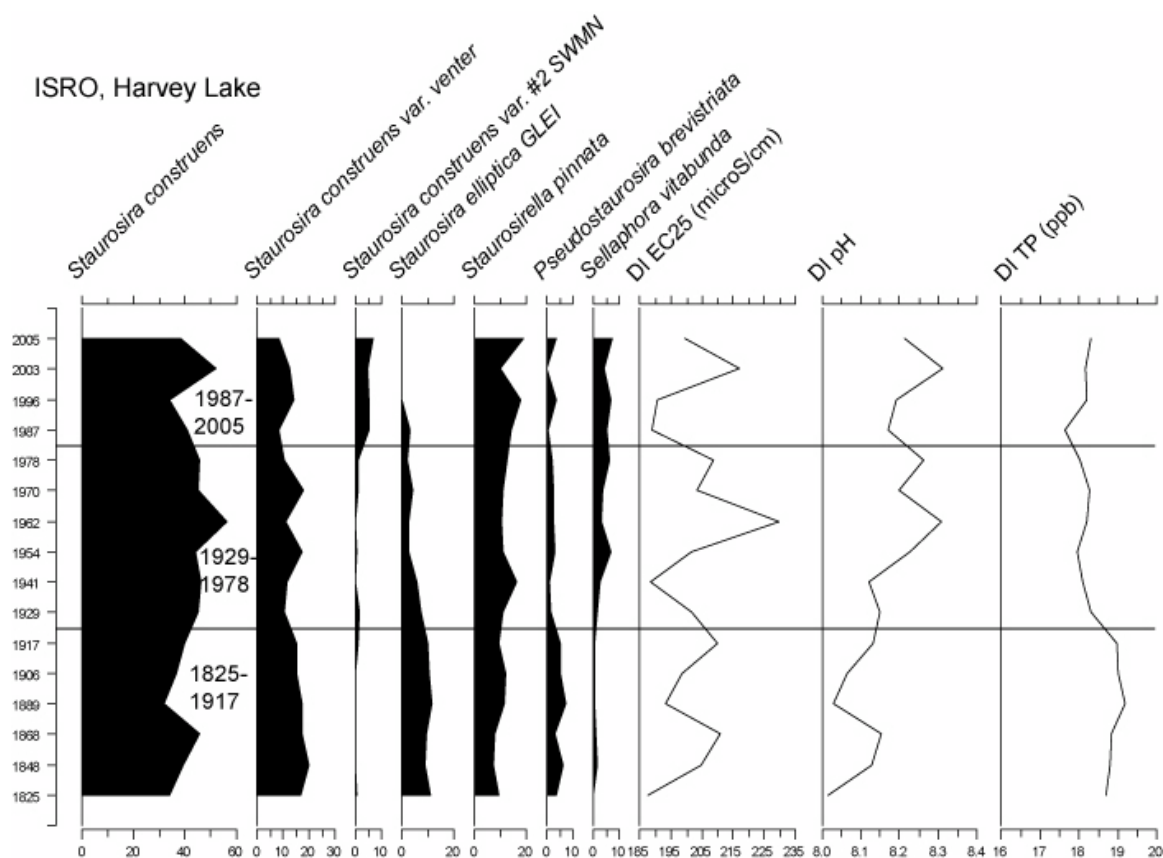 ISRO, Harvey Lake
Staurosira construens
Staurosira construens var. venter
Staurosira construens var. #2 SWMN
Staurosira elliptica GLEI
Staurosirella pinnata
Pseudostaurosira brevistriata
Sellaphora vitabunda
DI EC25 (microS/cm)
DI pH
DI TP (ppb)
2005
2003
1996
1987
1978
1970
1962
1954
1941
1929
1917
1906
1889
1868
1848
1825
1987-
2005
1929-
1978
1825-
1917
0 20 40 60 0 10 20 30 0 10 20 0 20 0 10 0 10 185 205 215 225 235 8.0 8.1 8.2 8.3 8.4 16 17 18 19 20